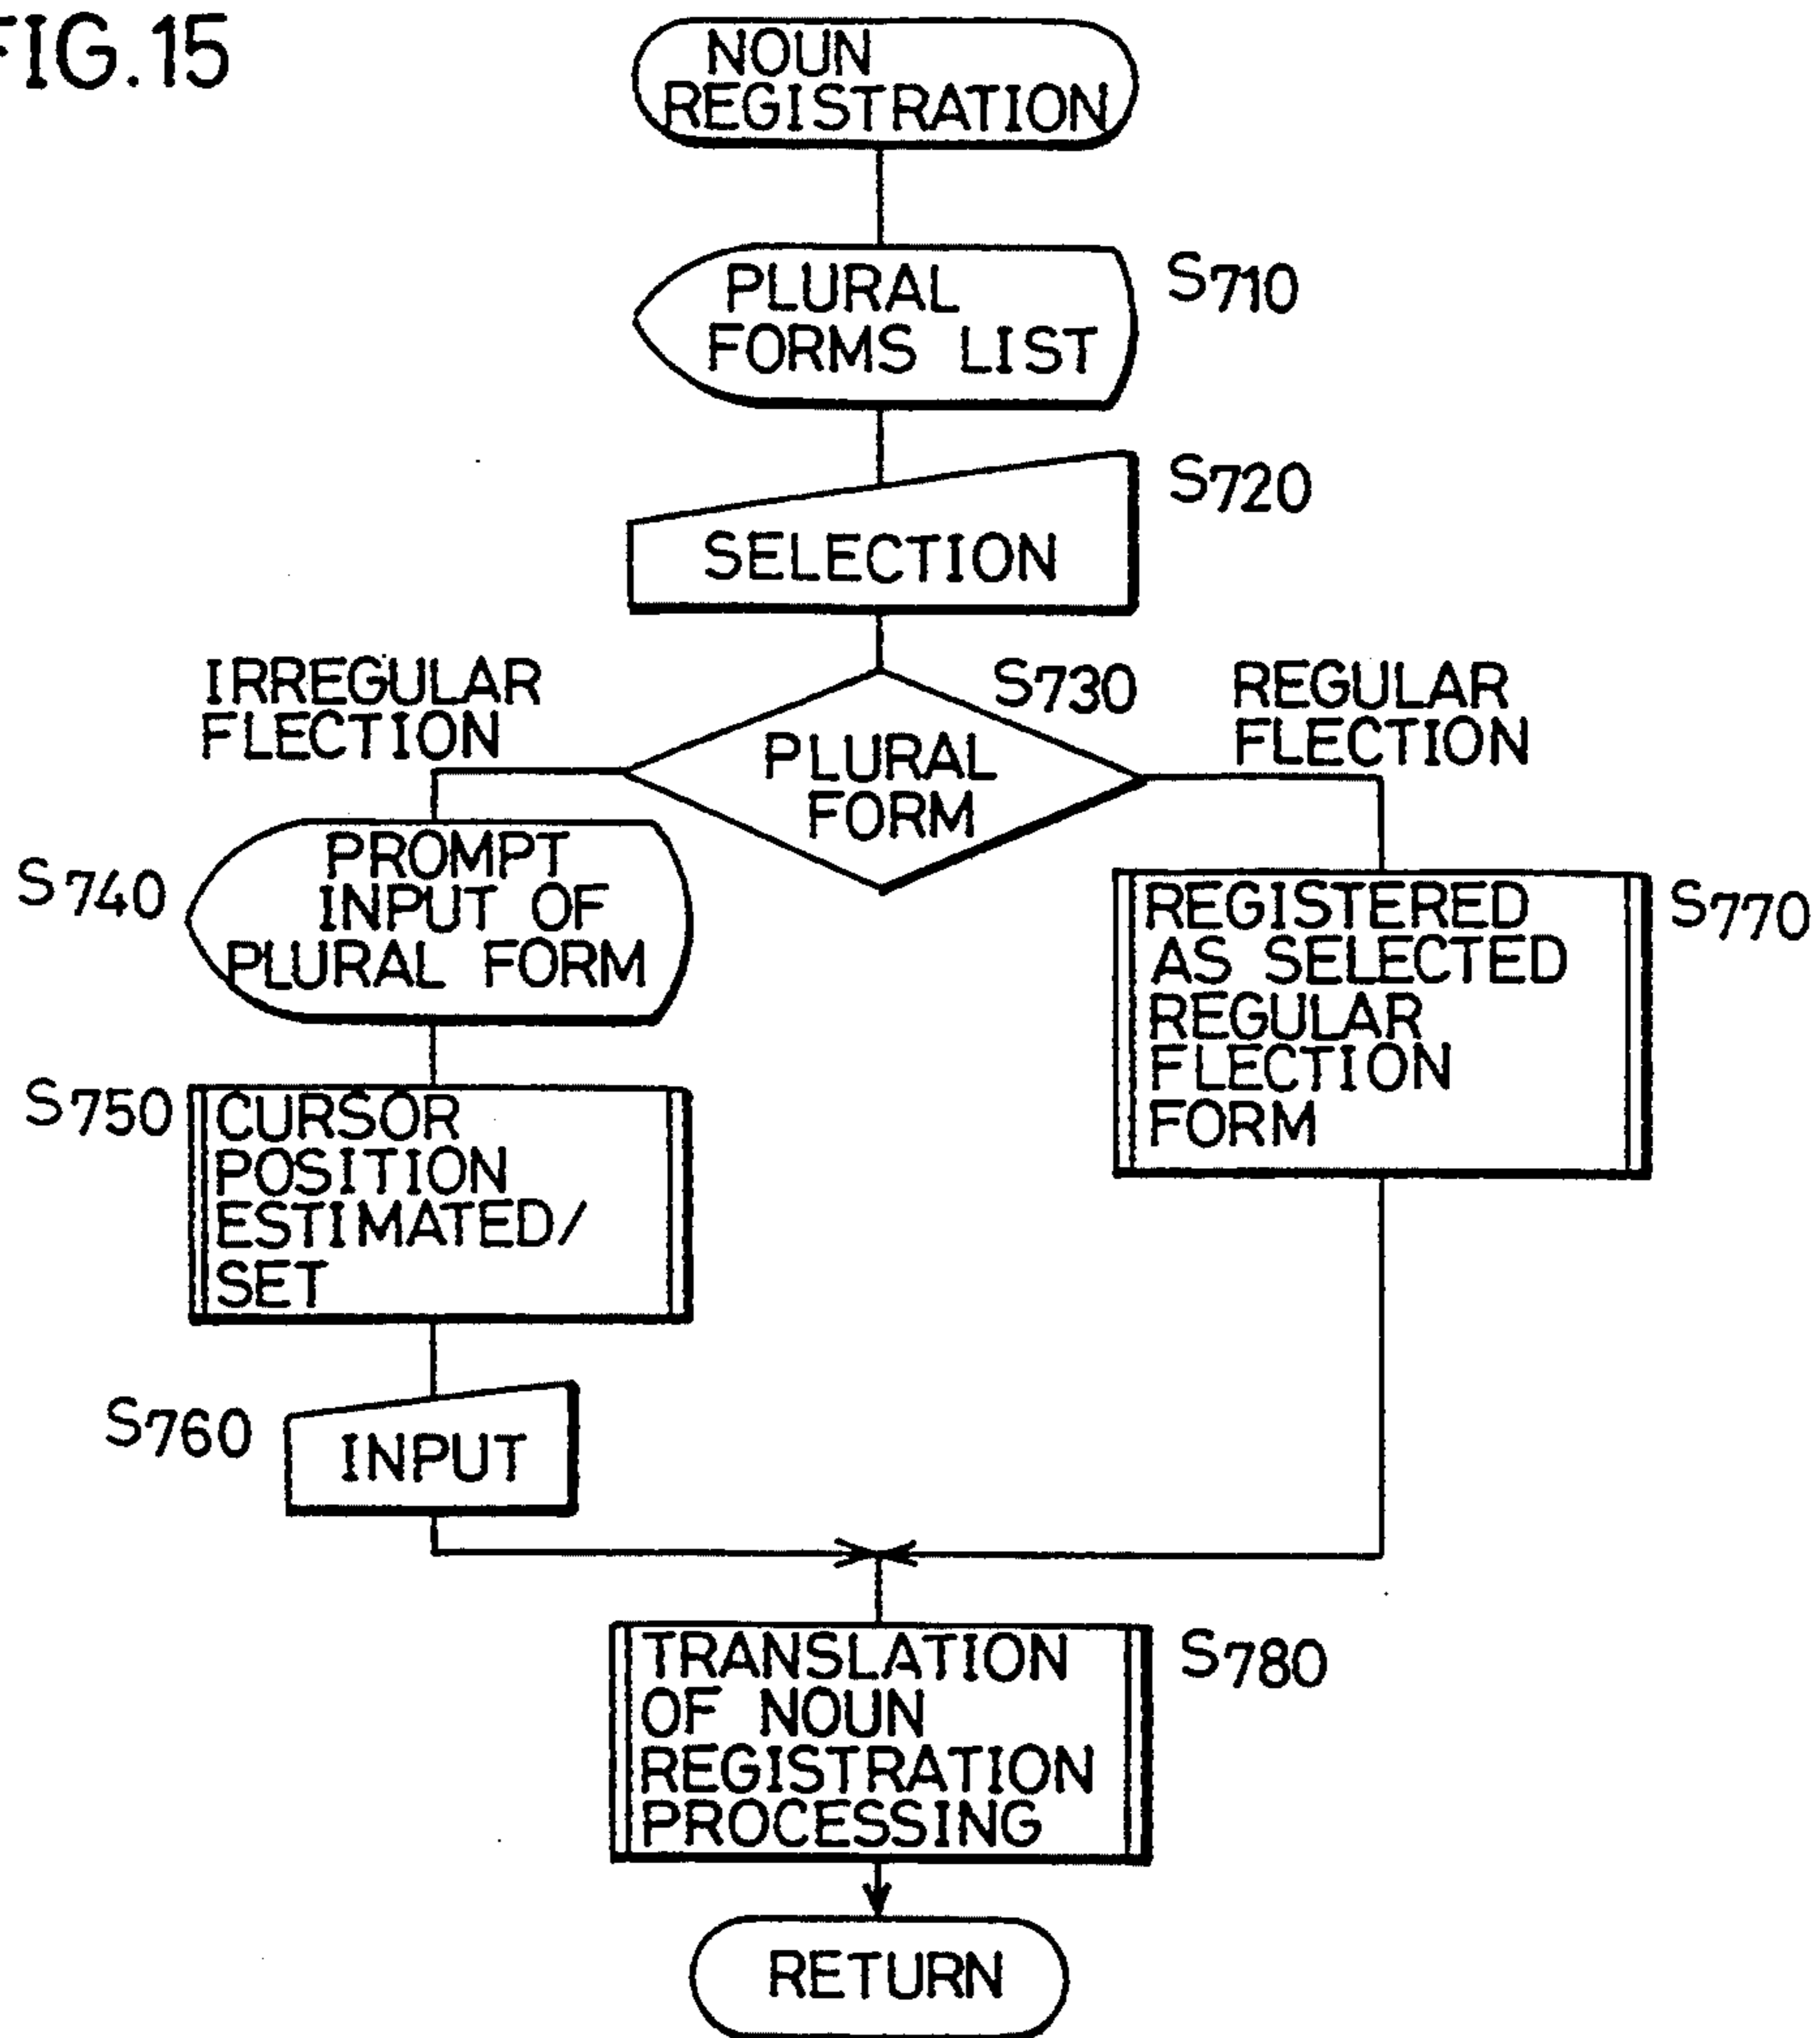 FIG.15
NOUN
REGISTRATION
PLURAL
FORMS LIST
S710
SELECTION
S720
IRREGULAR
FLECTION
S730
PLURAL
FORM
REGULAR
FLECTION
S740
PROMPT
INPUT OF
PLURAL FORM
REGISTERED
AS SELECTED
REGULAR
FLECTION
FORM
S770
S750
CURSOR
POSITION
ESTIMATED/
SET
S760
INPUT
TRANSLATION
OF NOUN
REGISTRATION
PROCESSING
S780
RETURN